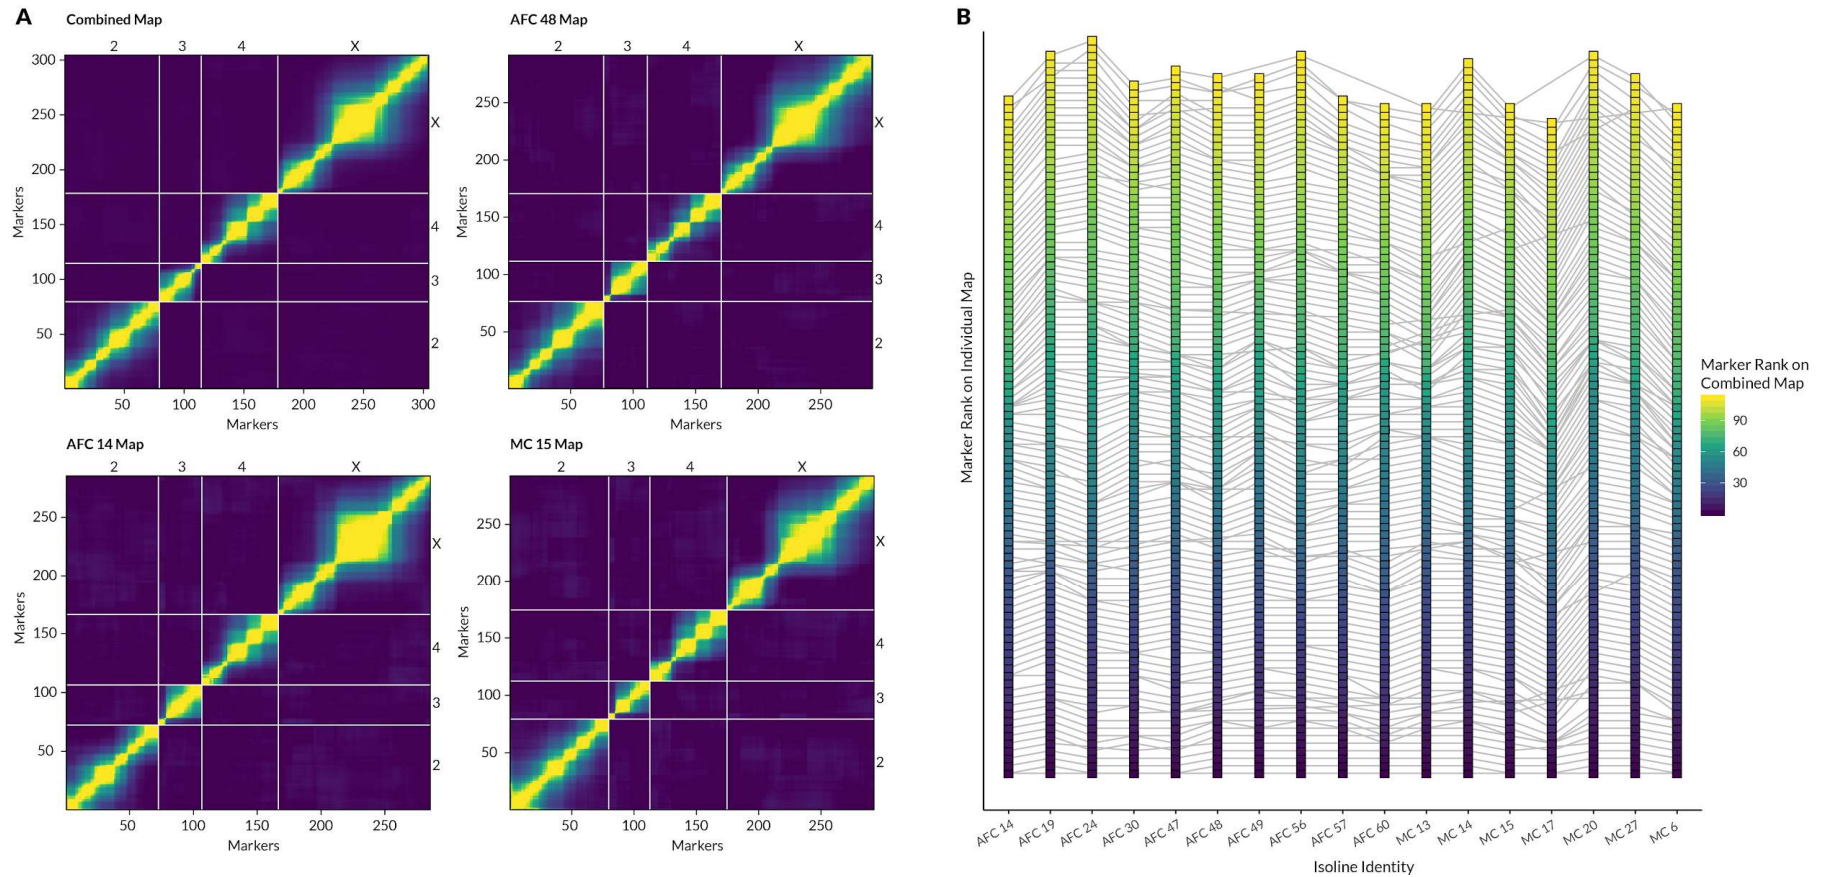 A
Combined Map
2 3 4 X
300
250
200
150
100
50
Markers
X
4
3
2
50 100 150 200 250 300
Markers
AFC 48 Map
2 3 4 X
250
200
150
100
50
Markers
X
4
3
2
50 100 150 200 250
Markers
AFC 14 Map
2 3 4 X
250
200
150
100
50
Markers
X
4
3
2
50 100 150 200 250
Markers
MC 15 Map
2 3 4 X
250
200
150
100
50
Markers
X
4
3
2
50 100 150 200 250
Markers
B
Marker Rank on Individual Map
AFC 14 AFC 19 AFC 24 AFC 30 AFC 47 AFC 48 AFC 49 AFC 56 AFC 57 AFC 60 MC 13 MC 14 MC 15 MC 17 MC 20 MC 27 MC 6
Isoline Identity
Marker Rank on
Combined Map
90
60
30